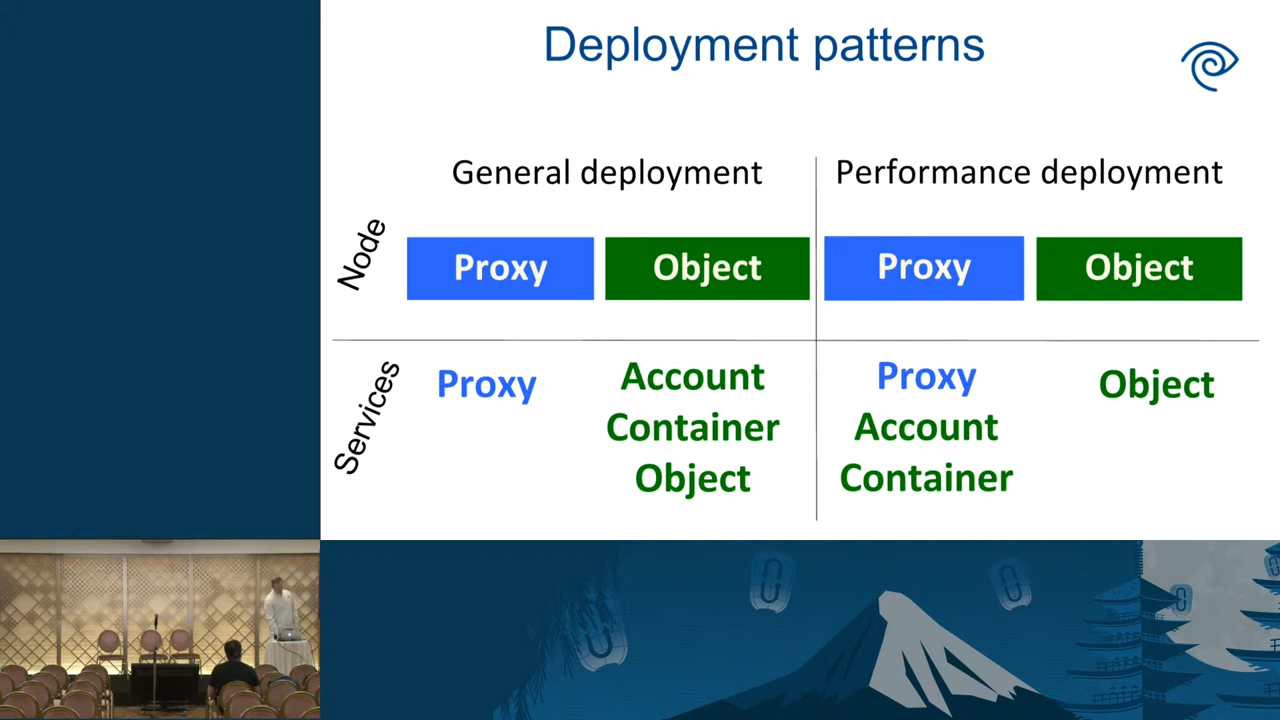 Deployment patterns
General deployment
Performance deployment
Node
Proxy
Object
Proxy
Object
Services
Proxy
Account
Container
Object
Proxy
Account
Container
Object